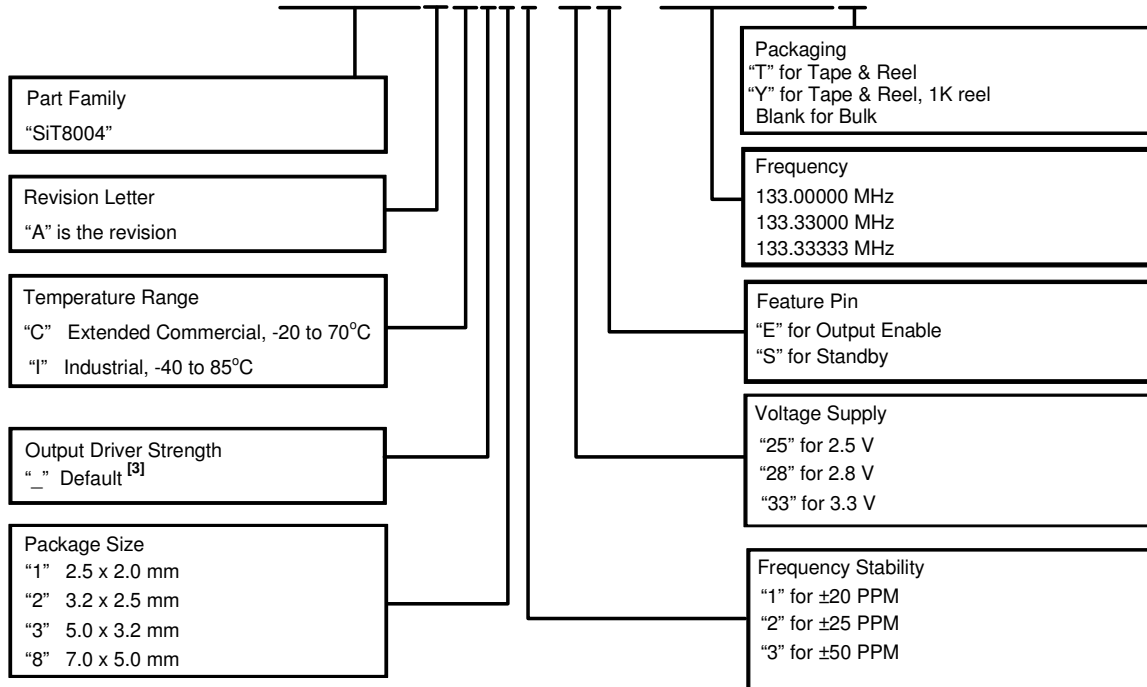 Part Family
“SiT8004”
Revision Letter
“A” is the revision
Temperature Range
“C” Extended Commercial, -20 to 70°C
“I” Industrial, -40 to 85°C
Output Driver Strength
“_” Default [3]
Package Size
“1” 2.5 x 2.0 mm
“2” 3.2 x 2.5 mm
“3” 5.0 x 3.2 mm
“8” 7.0 x 5.0 mm
Packaging
“T” for Tape & Reel
“Y” for Tape & Reel, 1K reel
Blank for Bulk
Frequency
133.00000 MHz
133.33000 MHz
133.33333 MHz
Feature Pin
“E” for Output Enable
“S” for Standby
Voltage Supply
“25” for 2.5 V
“28” for 2.8 V
“33” for 3.3 V
Frequency Stability
“1” for ±20 PPM
“2” for ±25 PPM
“3” for ±50 PPM